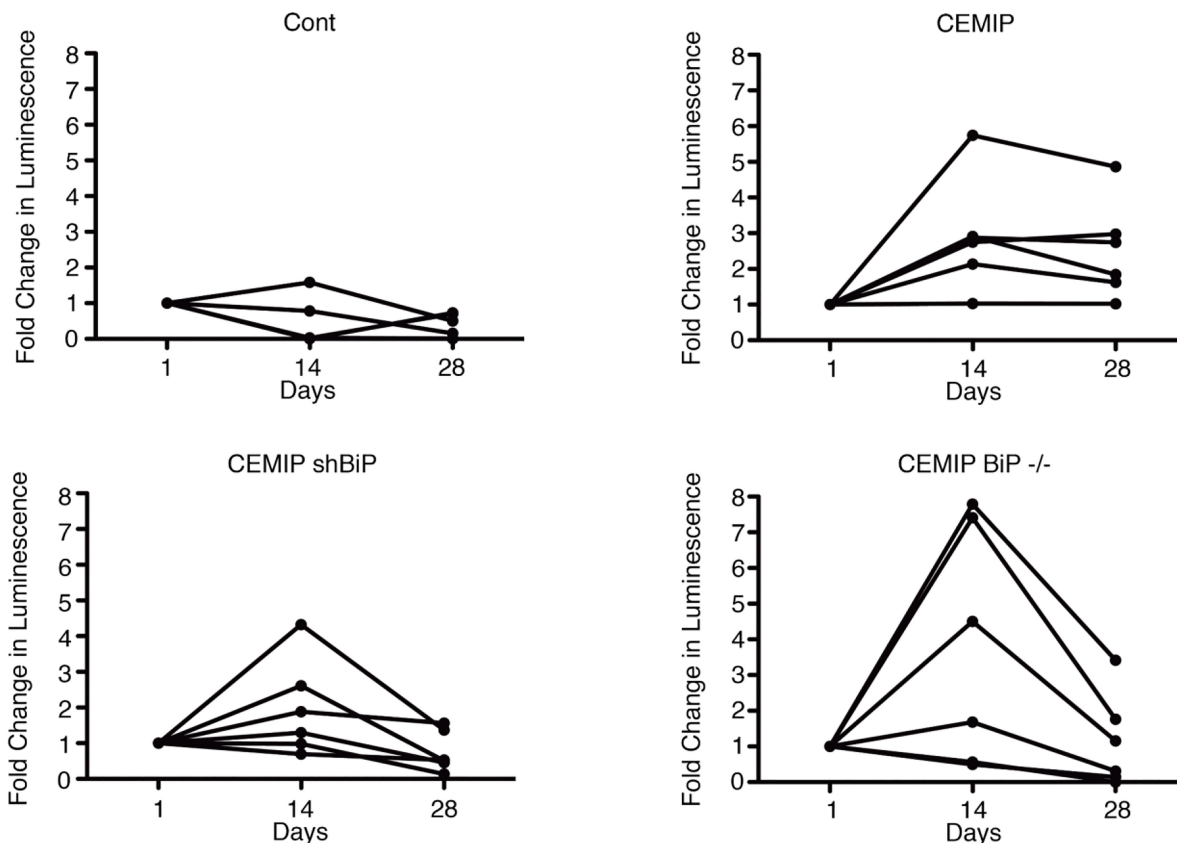 Cont
Fold Change in Luminescence
8
7
6
5
4
3
2
1
0
1 14 28
Days
CEMIP
Fold Change in Luminescence
8
7
6
5
4
3
2
1
0
1 14 28
Days
CEMIP shBiP
Fold Change in Luminescence
8
7
6
5
4
3
2
1
0
1 14 28
Days
CEMIP BiP -/-
Fold Change in Luminescence
8
7
6
5
4
3
2
1
0
1 14 28
Days